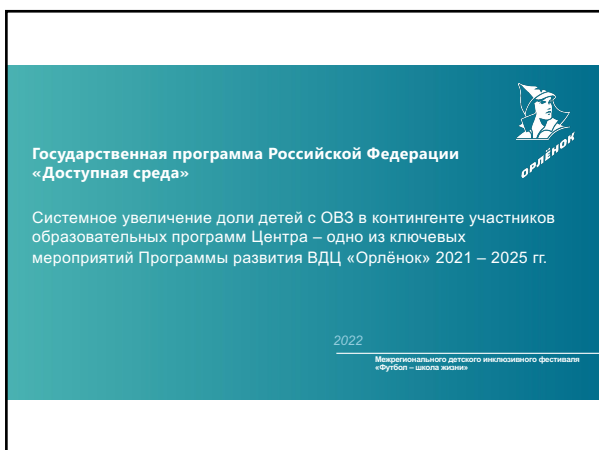 ОРЛЁНОК
Государственная программа Российской Федерации
«Доступная среда»
Системное увеличение доли детей с ОВЗ в контингенте участников
образовательных программ Центра – одно из ключевых
мероприятий Программы развития ВДЦ «Орлёнок» 2021 – 2025 гг.
2022
Межрегионального детского инклюзивного фестиваля
«Футбол – школа жизни»